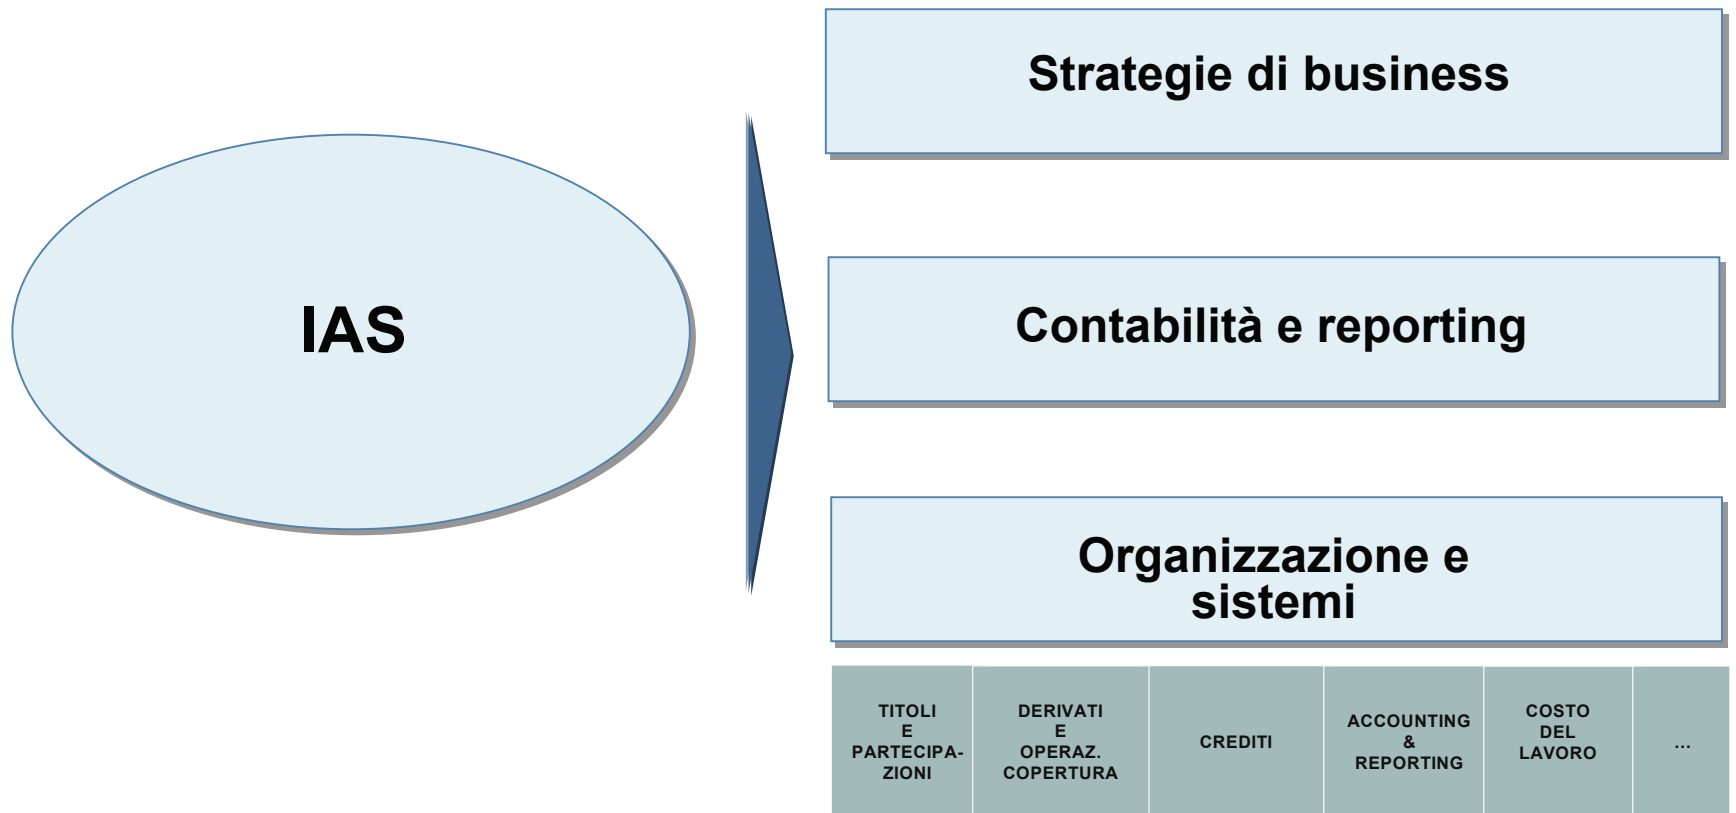 Strategie di business
IAS
Contabilità e reporting
Organizzazione e
sistemi
TITOLI
E
PARTECIPA-
ZIONI
DERIVATI
E
OPERAZ.
COPERTURA
CREDITI
ACCOUNTING
&
REPORTING
COSTO
DEL
LAVORO
...